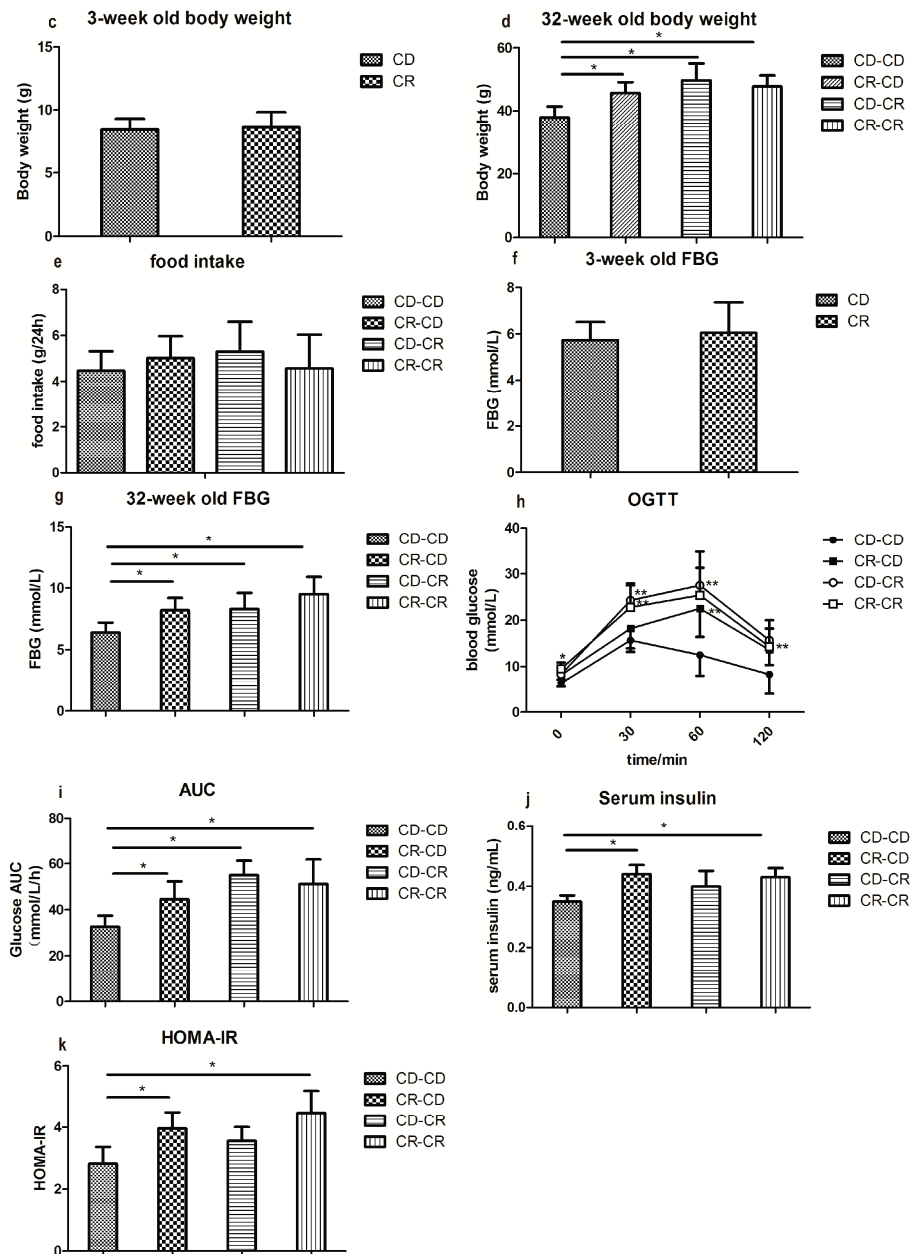 c 3-week old body weight
Body weight (g)
15
10
5
0
CD
CR
d 32-week old body weight
Body weight (g)
60
40
20
0
*
*
*
CD-CD
CR-CD
CD-CR
CR-CR
e food intake
food intake (g/24h)
8
6
4
2
0
CD-CD
CR-CD
CD-CR
CR-CR
f 3-week old FBG
FBG (mmol/L)
8
6
4
2
0
CD
CR
g 32-week old FBG
FBG (mmol/L)
15
10
5
0
*
*
*
CD-CD
CR-CD
CD-CR
CR-CR
h OGTT
blood glucose
(mmol/L)
40
30
20
10
0
*
**
**
**
**
**
0
30
60
120
time/min
CD-CD
CR-CD
CD-CR
CR-CR
i AUC
Glucose AUC
(mmol/L/h)
80
60
40
20
0
*
*
*
CD-CD
CR-CD
CD-CR
CR-CR
j Serum insulin
serum insulin (ng/mL)
0.6
0.4
0.2
0.0
*
*
CD-CD
CR-CD
CD-CR
CR-CR
k HOMA-IR
HOMA-IR
6
4
2
0
*
*
CD-CD
CR-CD
CD-CR
CR-CR